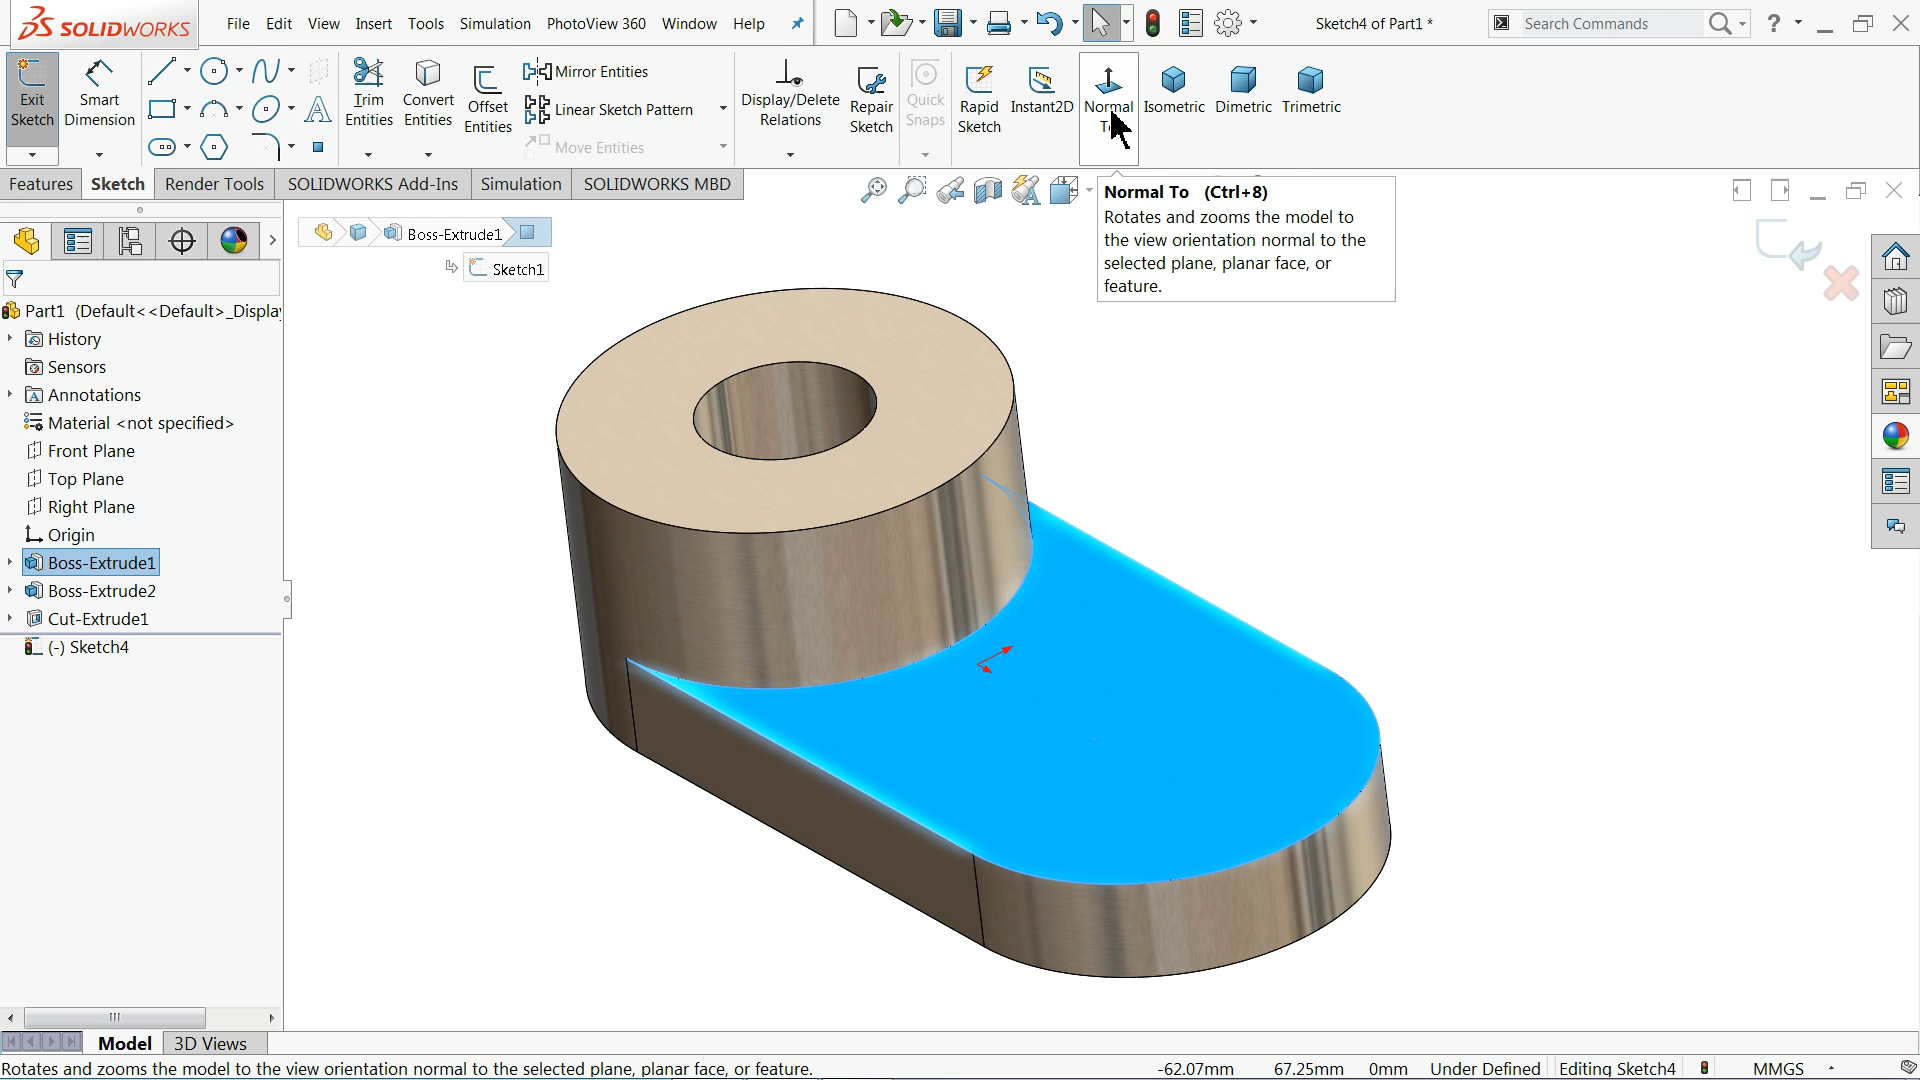 SOLIDWORKS
File Edit View Insert Tools Simulation PhotoView 360 Window Help
Sketch4 of Part1 *
Search Commands
?
Exit Sketch
Smart Dimension
Trim Entities
Convert Entities
Offset Entities
Mirror Entities
Linear Sketch Pattern
Move Entities
Display/Delete Relations
Repair Sketch
Quick Snaps
Rapid Sketch
Instant2D
Normal
Isometric
Dimetric
Trimetric
Features Sketch Render Tools SOLIDWORKS Add-Ins Simulation SOLIDWORKS MBD
Normal To (Ctrl+8)
Rotates and zooms the model to
the view orientation normal to the
selected plane, planar face, or
feature.
Boss-Extrude1
Sketch1
Part1 (Default<<Default>_Displa
History
Sensors
Annotations
Material <not specified>
Front Plane
Top Plane
Right Plane
Origin
Boss-Extrude1
Boss-Extrude2
Cut-Extrude1
(-) Sketch4
Model 3D Views
Rotates and zooms the model to the view orientation normal to the selected plane, planar face, or feature.
-62.07mm 67.25mm 0mm Under Defined Editing Sketch4 MMGS